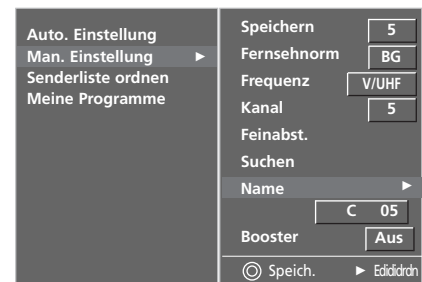 Auto. Einstellung
Man. Einstellung ►
Senderliste ordnen
Meine Programme
Speichern 5
Fernsehnorm BG
Frequenz V/UHF
Kanal 5
Feinabst.
Suchen
Name ►
C 05
Booster Aus
Speich. ► Edididrdn